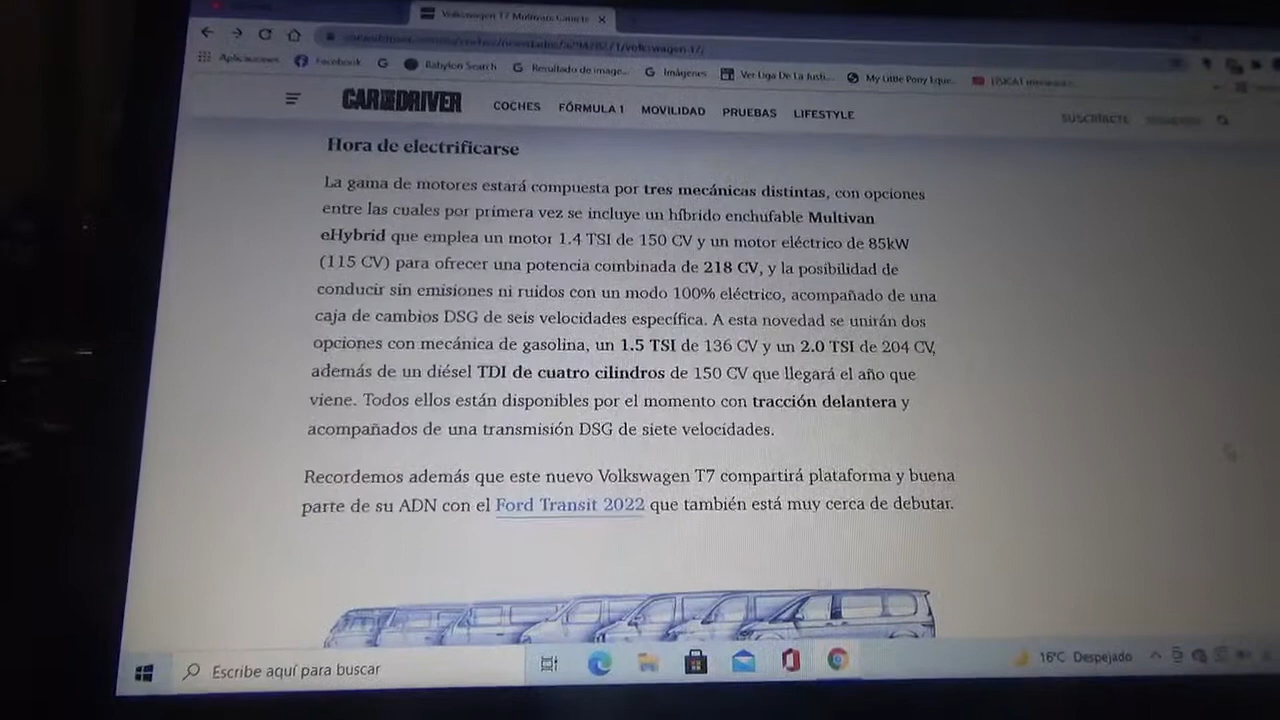 Volkswagen T7 Multivan:
Aplicaciones Facebook Babylon Search Resultado de image... Imágenes Ver Liga De La Justi... My Little Pony Eque...
CAR AND DRIVER COCHES FÓRMULA 1 MOVILIDAD PRUEBAS LIFESTYLE SUSCRÍBETE
Hora de electrificarse
La gama de motores estará compuesta por tres mecánicas distintas, con opciones
entre las cuales por primera vez se incluye un híbrido enchufable Multivan
eHybrid que emplea un motor 1.4 TSI de 150 CV y un motor eléctrico de 85kW
(115 CV) para ofrecer una potencia combinada de 218 CV, y la posibilidad de
conducir sin emisiones ni ruidos con un modo 100% eléctrico, acompañado de una
caja de cambios DSG de seis velocidades específica. A esta novedad se unirán dos
opciones con mecánica de gasolina, un 1.5 TSI de 136 CV y un 2.0 TSI de 204 CV,
además de un diésel TDI de cuatro cilindros de 150 CV que llegará el año que
viene. Todos ellos están disponibles por el momento con tracción delantera y
acompañados de una transmisión DSG de siete velocidades.
Recordemos además que este nuevo Volkswagen T7 compartirá plataforma y buena
parte de su ADN con el Ford Transit 2022 que también está muy cerca de debutar.
Escribe aquí para buscar 16°C Despejado